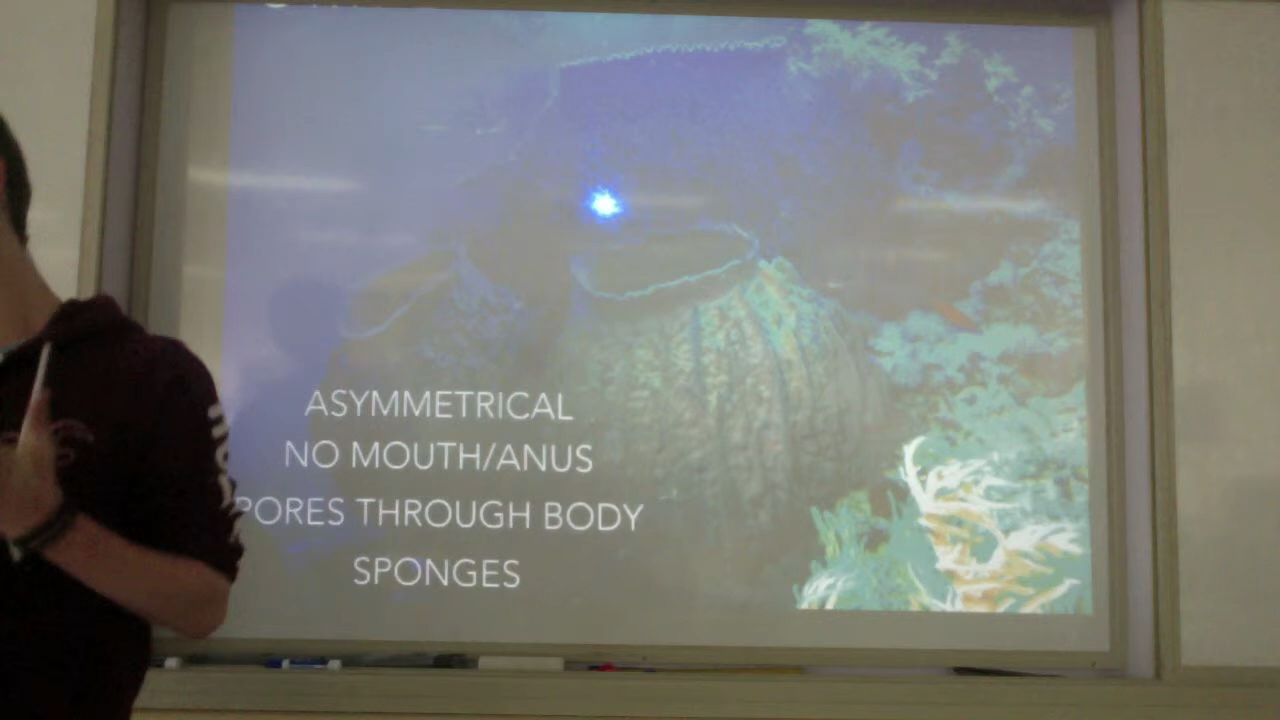 ASYMMETRICAL
NO MOUTH/ANUS
PORES THROUGH BODY
SPONGES